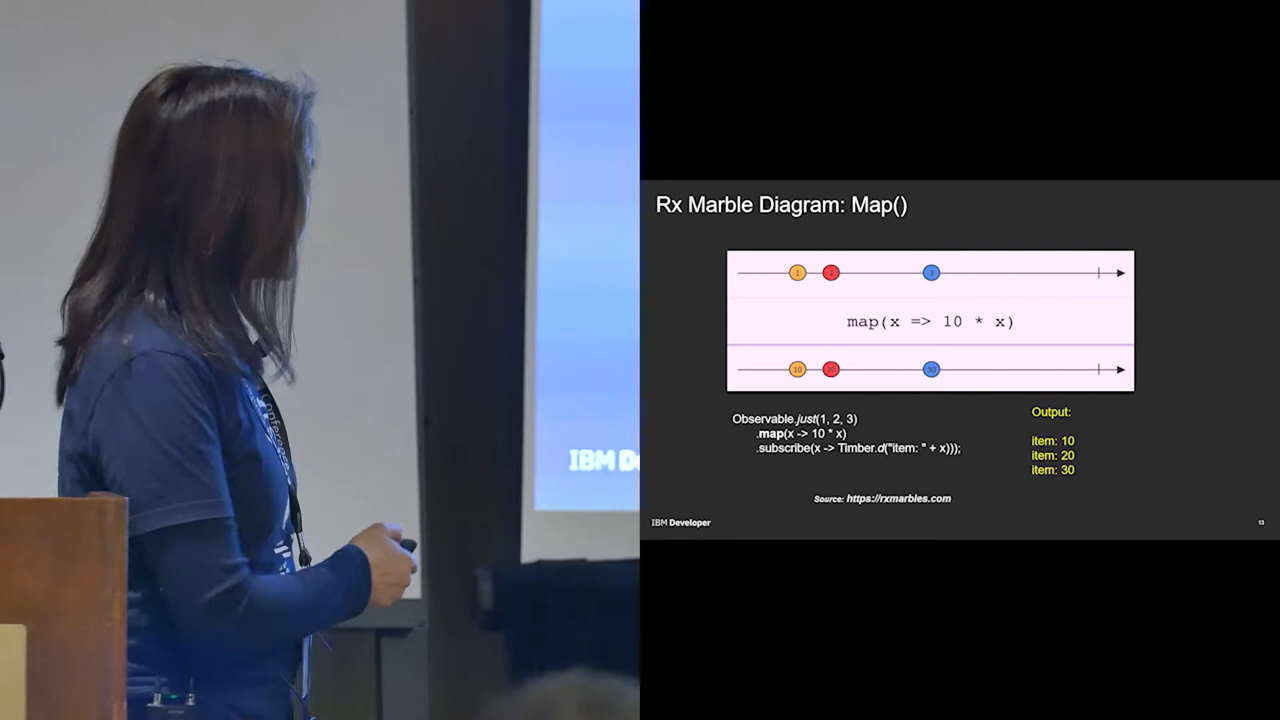 Conference
IBM
Rx Marble Diagram: Map()
1 2 3
map(x => 10 * x)
10 20 30
Observable.just(1, 2, 3)
.map(x -> 10 * x)
.subscribe(x -> Timber.d("item: " + x)));
Output:
item: 10
item: 20
item: 30
Source: https://rxmarbles.com
IBM Developer
13